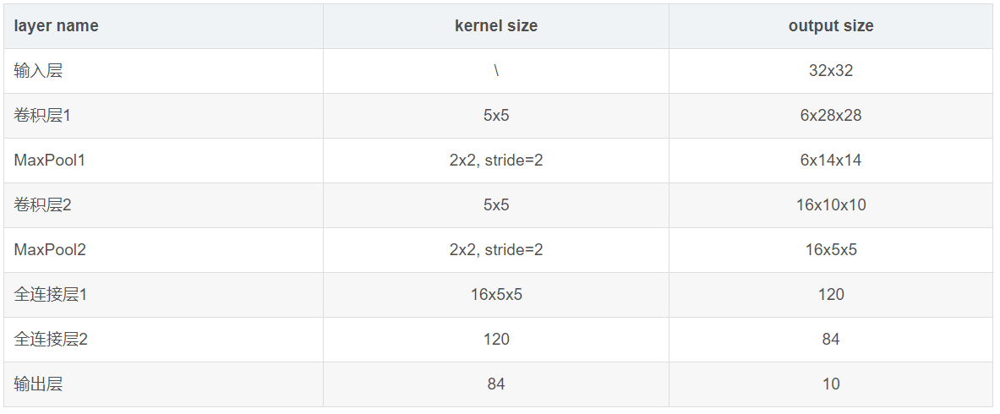 layer name kernel size output size
输入层 \ 32x32
卷积层1 5x5 6x28x28
MaxPool1 2x2, stride=2 6x14x14
卷积层2 5x5 16x10x10
MaxPool2 2x2, stride=2 16x5x5
全连接层1 16x5x5 120
全连接层2 120 84
输出层 84 10